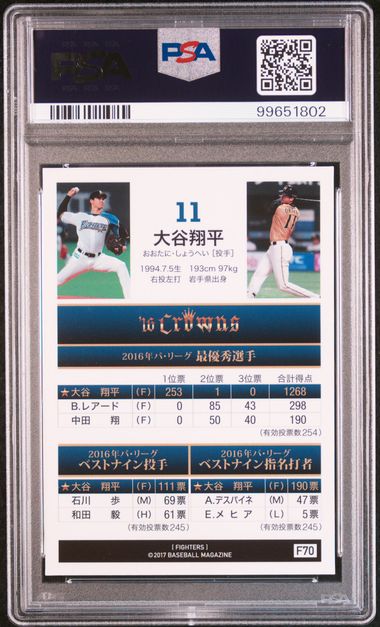 PSA
PSA
99651802
11
大谷翔平
おおたに・しょうへい [投手]
1994.7.5生 193cm 97kg
右投左打 岩手県出身
'16 Crowns
2016年パ・リーグ 最優秀選手
1位票 2位票 3位票 合計得点
★大谷 翔平 (F) 253 1 0 1268
B.レアード (F) 0 85 43 298
中田 翔 (F) 0 50 40 190
(有効投票数254)
2016年パ・リーグ
ベストナイン投手
★大谷 翔平 (F) 111票
石川 歩 (M) 69票
和田 毅 (H) 61票
(有効投票数245)
2016年パ・リーグ
ベストナイン指名打者
★大谷 翔平 (F) 190票
A.デスパイネ (M) 47票
E.メヒア (L) 5票
(有効投票数245)
[FIGHTERS]
©2017 BASEBALL MAGAZINE
F70